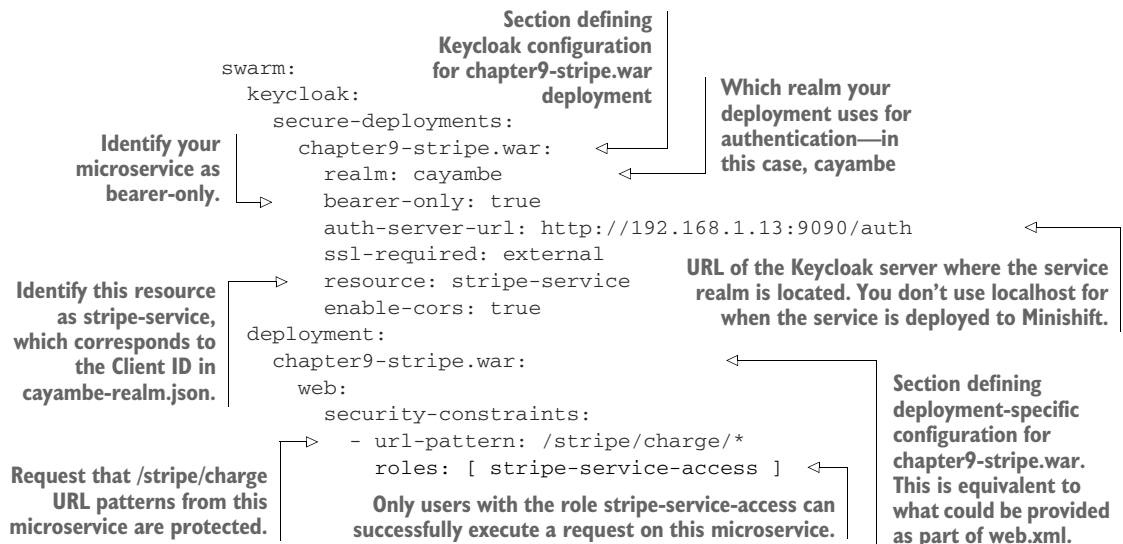 Section defining
Keycloak configuration
for chapter9-stripe.war
deployment
swarm:
  keycloak:
    secure-deployments:
      chapter9-stripe.war:
        realm: cayambe
        bearer-only: true
        auth-server-url: http://192.168.1.13:9090/auth
        ssl-required: external
        resource: stripe-service
        enable-cors: true
  deployment:
    chapter9-stripe.war:
      web:
        security-constraints:
          - url-pattern: /stripe/charge/*
            roles: [ stripe-service-access ]
Which realm your
deployment uses for
authentication—in
this case, cayambe
Identify your
microservice as
bearer-only.
URL of the Keycloak server where the service
realm is located. You don’t use localhost for
when the service is deployed to Minishift.
Identify this resource
as stripe-service,
which corresponds to
the Client ID in
cayambe-realm.json.
Section defining
deployment-specific
configuration for
chapter9-stripe.war.
This is equivalent to
what could be provided
as part of web.xml.
Request that /stripe/charge
URL patterns from this
microservice are protected.
Only users with the role stripe-service-access can
successfully execute a request on this microservice.